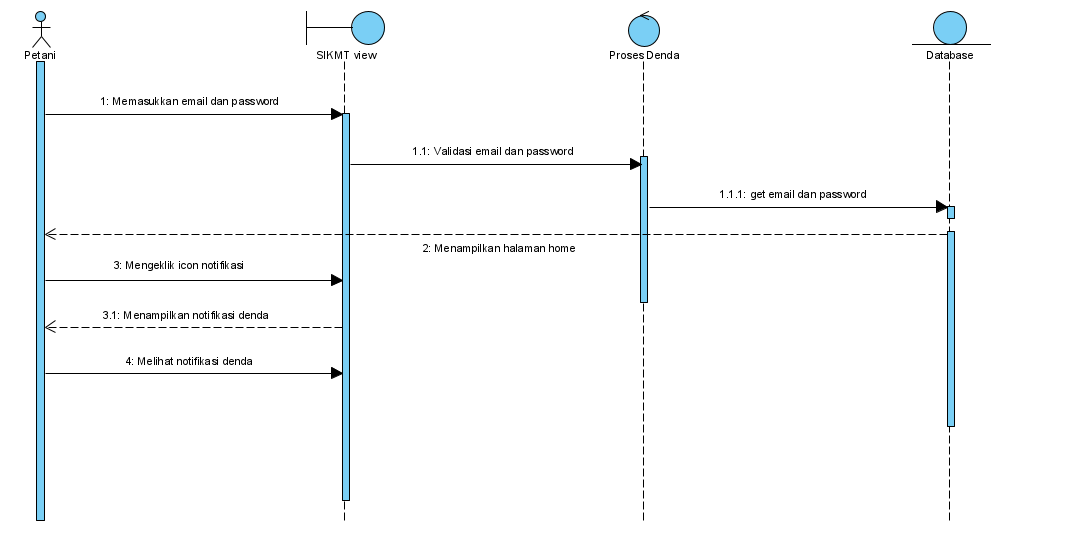 Petani
SIKMT view
Proses Denda
Database
1: Memasukkan email dan password
1.1: Validasi email dan password
1.1.1: get email dan password
2: Menampilkan halaman home
3: Mengeklik icon notifikasi
3.1: Menampilkan notifikasi denda
4: Melihat notifikasi denda